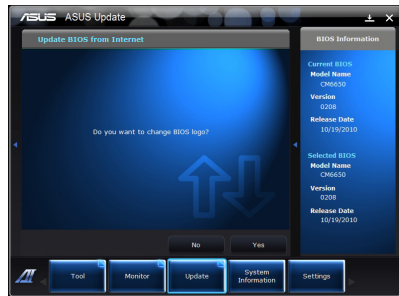 ASUS ASUS Update
Update BIOS from Internet
Do you want to change BIOS logo?
No Yes
BIOS Information
Current BIOS
Model Name
CM6650
Version
0208
Release Date
10/19/2010
Selected BIOS
Model Name
CM6650
Version
0208
Release Date
10/19/2010
Tool Monitor Update System Information Settings